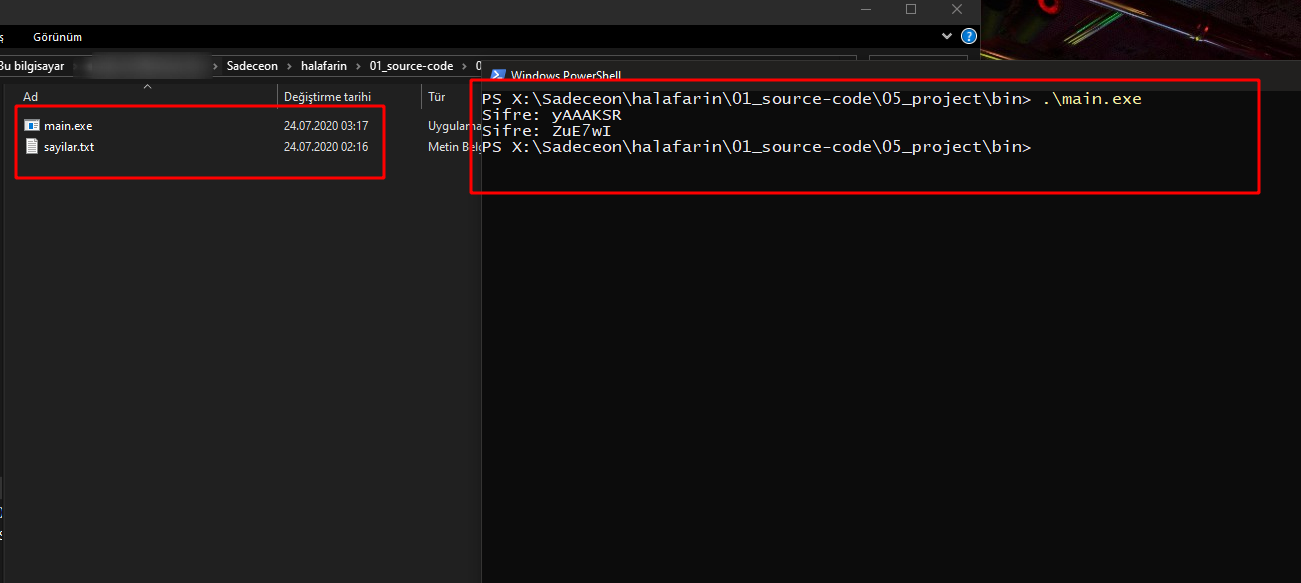 Görünüm
Bu bilgisayar > > Sadeceon > halafarin > 01_source-code > 0
Ad Değiştirme tarihi Tür
main.exe 24.07.2020 03:17 Uygulama
sayilar.txt 24.07.2020 02:16 Metin Belg
Windows PowerShell
PS X:\Sadeceon\halafarin\01_source-code\05_project\bin> .\main.exe
Sifre: yAAAKSR
Sifre: ZuE7wI
PS X:\Sadeceon\halafarin\01_source-code\05_project\bin>